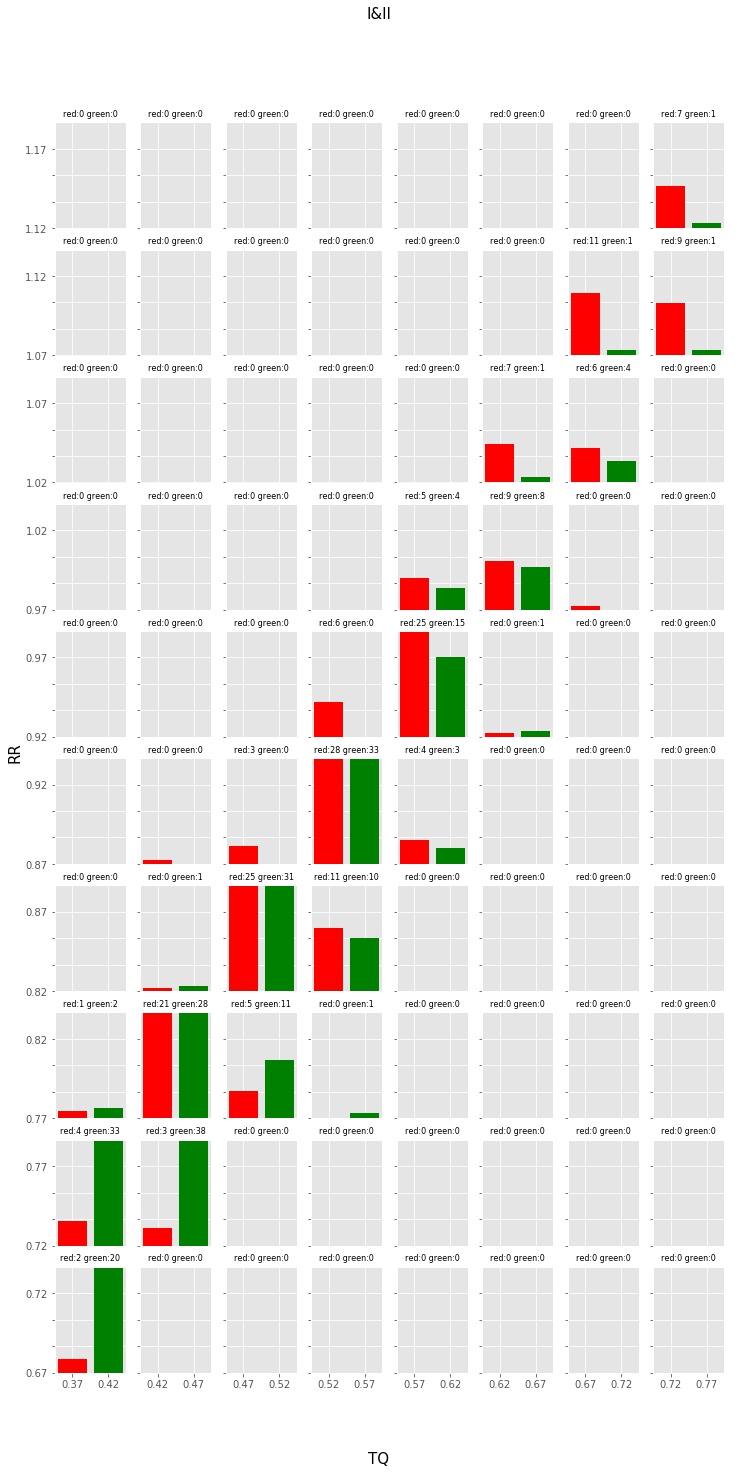 I&II
red:0 green:0 red:0 green:0 red:0 green:0 red:0 green:0 red:0 green:0 red:0 green:0 red:0 green:0 red:7 green:1
1.17
1.12
red:0 green:0 red:0 green:0 red:0 green:0 red:0 green:0 red:0 green:0 red:0 green:0 red:11 green:1 red:9 green:1
1.12
1.07
red:0 green:0 red:0 green:0 red:0 green:0 red:0 green:0 red:0 green:0 red:7 green:1 red:6 green:4 red:0 green:0
1.07
1.02
red:0 green:0 red:0 green:0 red:0 green:0 red:0 green:0 red:5 green:4 red:9 green:8 red:0 green:0 red:0 green:0
1.02
0.97
red:0 green:0 red:0 green:0 red:0 green:0 red:6 green:0 red:25 green:15 red:0 green:1 red:0 green:0 red:0 green:0
0.97
0.92
RR
red:0 green:0 red:0 green:0 red:3 green:0 red:28 green:33 red:4 green:3 red:0 green:0 red:0 green:0 red:0 green:0
0.92
0.87
red:0 green:0 red:0 green:1 red:25 green:31 red:11 green:10 red:0 green:0 red:0 green:0 red:0 green:0 red:0 green:0
0.87
0.82
red:1 green:2 red:21 green:28 red:5 green:11 red:0 green:1 red:0 green:0 red:0 green:0 red:0 green:0 red:0 green:0
0.82
0.77
red:4 green:33 red:3 green:38 red:0 green:0 red:0 green:0 red:0 green:0 red:0 green:0 red:0 green:0 red:0 green:0
0.77
0.72
red:2 green:20 red:0 green:0 red:0 green:0 red:0 green:0 red:0 green:0 red:0 green:0 red:0 green:0 red:0 green:0
0.72
0.67
0.37 0.42 0.42 0.47 0.47 0.52 0.52 0.57 0.57 0.62 0.62 0.67 0.67 0.72 0.72 0.77
TQ